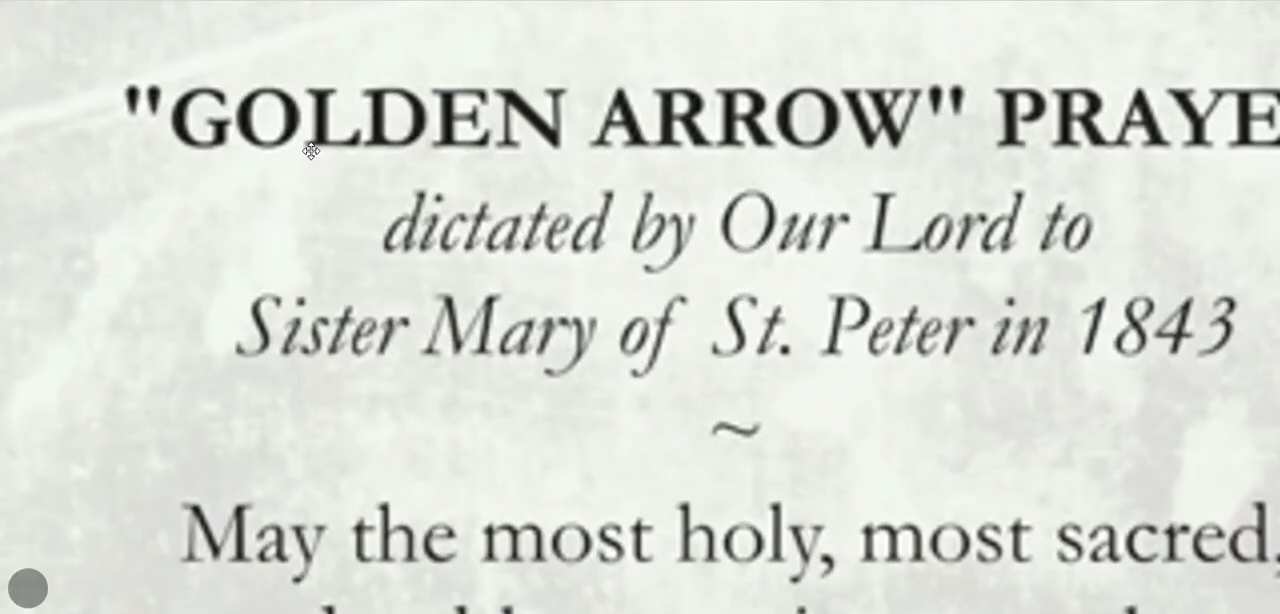 "GOLDEN ARROW" PRAYE
dictated by Our Lord to
Sister Mary of St. Peter in 1843
~
May the most holy, most sacred,